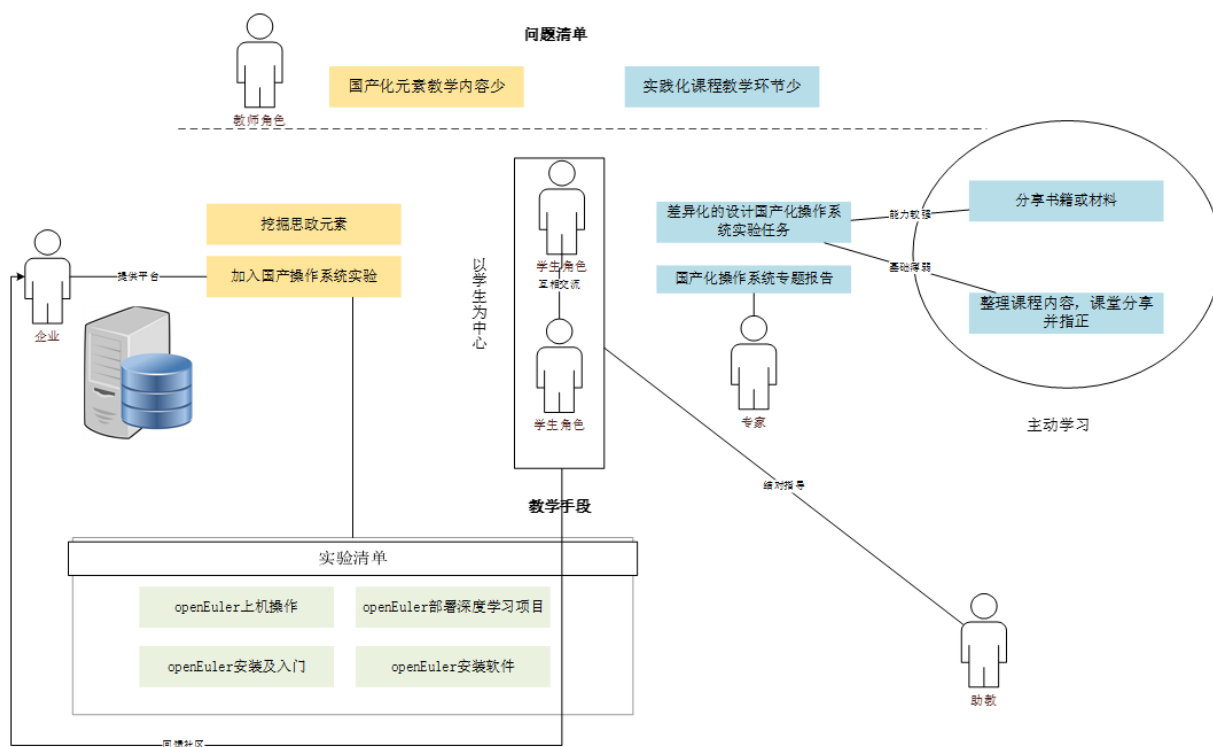 问题清单
国产化元素教学内容少
实践化课程教学环节少
教师角色
挖掘思政元素
加入国产操作系统实验
提供平台
企业
以学生为中心
学生角色
互相交流
学生角色
差异化的设计国产化操作系
统实验任务
国产化操作系统专题报告
专家
能力较强
分享书籍或材料
基础薄弱
整理课程内容，课堂分享
并指正
主动学习
结对指导
教学手段
实验清单
openEuler上机操作
openEuler部署深度学习项目
openEuler安装及入门
openEuler安装软件
助教
回馈社区